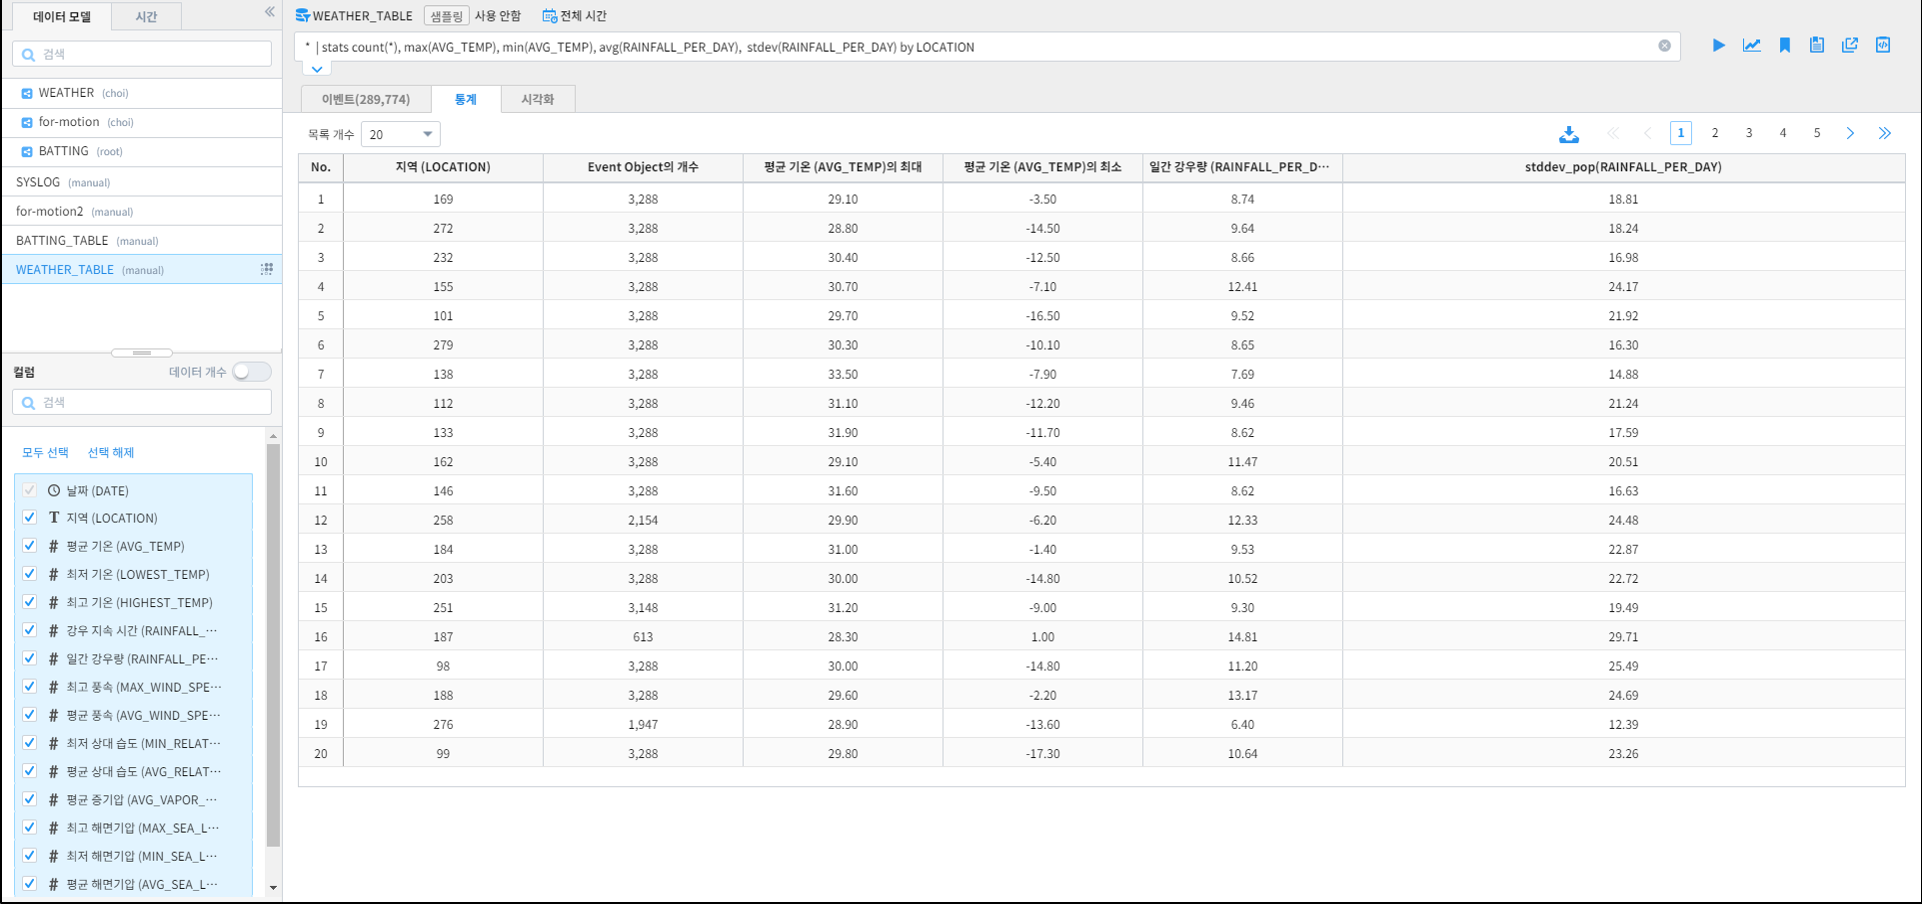 데이터 모델 시간
검색
WEATHER (choi)
for-motion (choi)
BATTING (root)
SYSLOG (manual)
for-motion2 (manual)
BATTING_TABLE (manual)
WEATHER_TABLE (manual)
컬럼 데이터 개수
검색
모두 선택 선택 해제
날짜 (DATE)
T 지역 (LOCATION)
# 평균 기온 (AVG_TEMP)
# 최저 기온 (LOWEST_TEMP)
# 최고 기온 (HIGHEST_TEMP)
# 강우 지속 시간 (RAINFALL_···
# 일간 강우량 (RAINFALL_PE···
# 최고 풍속 (MAX_WIND_SPE···
# 평균 풍속 (AVG_WIND_SPE···
# 최저 상대 습도 (MIN_RELAT···
# 평균 상대 습도 (AVG_RELAT···
# 평균 증기압 (AVG_VAPOR_···
# 최고 해면기압 (MAX_SEA_L···
# 최저 해면기압 (MIN_SEA_L···
# 평균 해면기압 (AVG_SEA_L···
WEATHER_TABLE 샘플링 사용 안함 전체 시간
* | stats count(*), max(AVG_TEMP), min(AVG_TEMP), avg(RAINFALL_PER_DAY), stdev(RAINFALL_PER_DAY) by LOCATION
이벤트(289,774) 통계 시각화
목록 개수 20 1 2 3 4 5
No. 지역 (LOCATION) Event Object의 개수 평균 기온 (AVG_TEMP)의 최대 평균 기온 (AVG_TEMP)의 최소 일간 강우량 (RAINFALL_PER_D··· stddev_pop(RAINFALL_PER_DAY)
1 169 3,288 29.10 -3.50 8.74 18.81
2 272 3,288 28.80 -14.50 9.64 18.24
3 232 3,288 30.40 -12.50 8.66 16.98
4 155 3,288 30.70 -7.10 12.41 24.17
5 101 3,288 29.70 -16.50 9.52 21.92
6 279 3,288 30.30 -10.10 8.65 16.30
7 138 3,288 33.50 -7.90 7.69 14.88
8 112 3,288 31.10 -12.20 9.46 21.24
9 133 3,288 31.90 -11.70 8.62 17.59
10 162 3,288 29.10 -5.40 11.47 20.51
11 146 3,288 31.60 -9.50 8.62 16.63
12 258 2,154 29.90 -6.20 12.33 24.48
13 184 3,288 31.00 -1.40 9.53 22.87
14 203 3,288 30.00 -14.80 10.52 22.72
15 251 3,148 31.20 -9.00 9.30 19.49
16 187 613 28.30 1.00 14.81 29.71
17 98 3,288 30.00 -14.80 11.20 25.49
18 188 3,288 29.60 -2.20 13.17 24.69
19 276 1,947 28.90 -13.60 6.40 12.39
20 99 3,288 29.80 -17.30 10.64 23.26